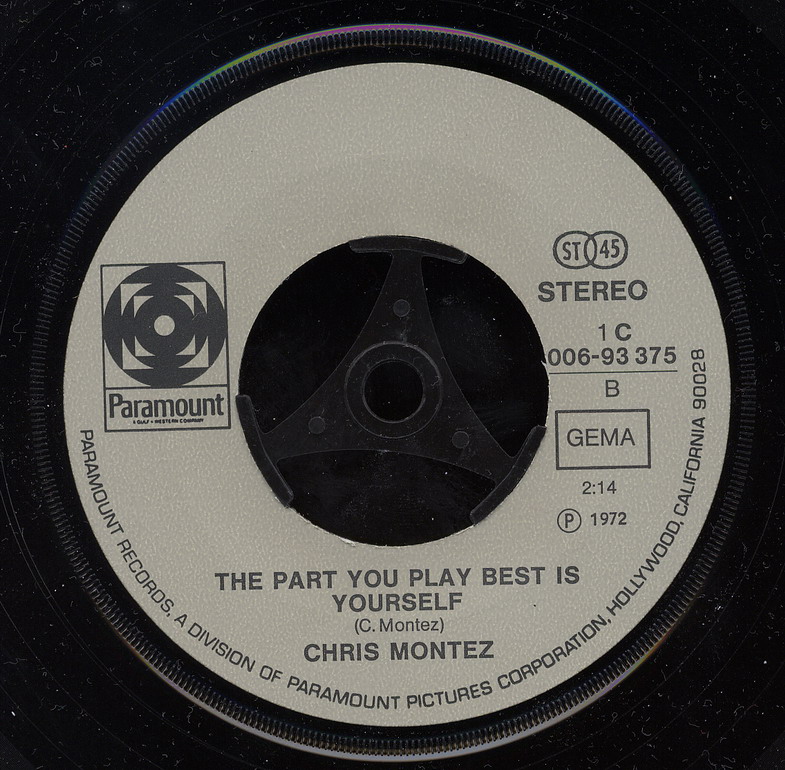 ST 45
STEREO
1 C
006-93 375
B
GEMA
2:14
Ⓟ 1972
Paramount
A GULF + WESTERN COMPANY
THE PART YOU PLAY BEST IS
YOURSELF
(C. Montez)
CHRIS MONTEZ
PARAMOUNT RECORDS, A DIVISION OF PARAMOUNT PICTURES CORPORATION, HOLLYWOOD, CALIFORNIA 90028